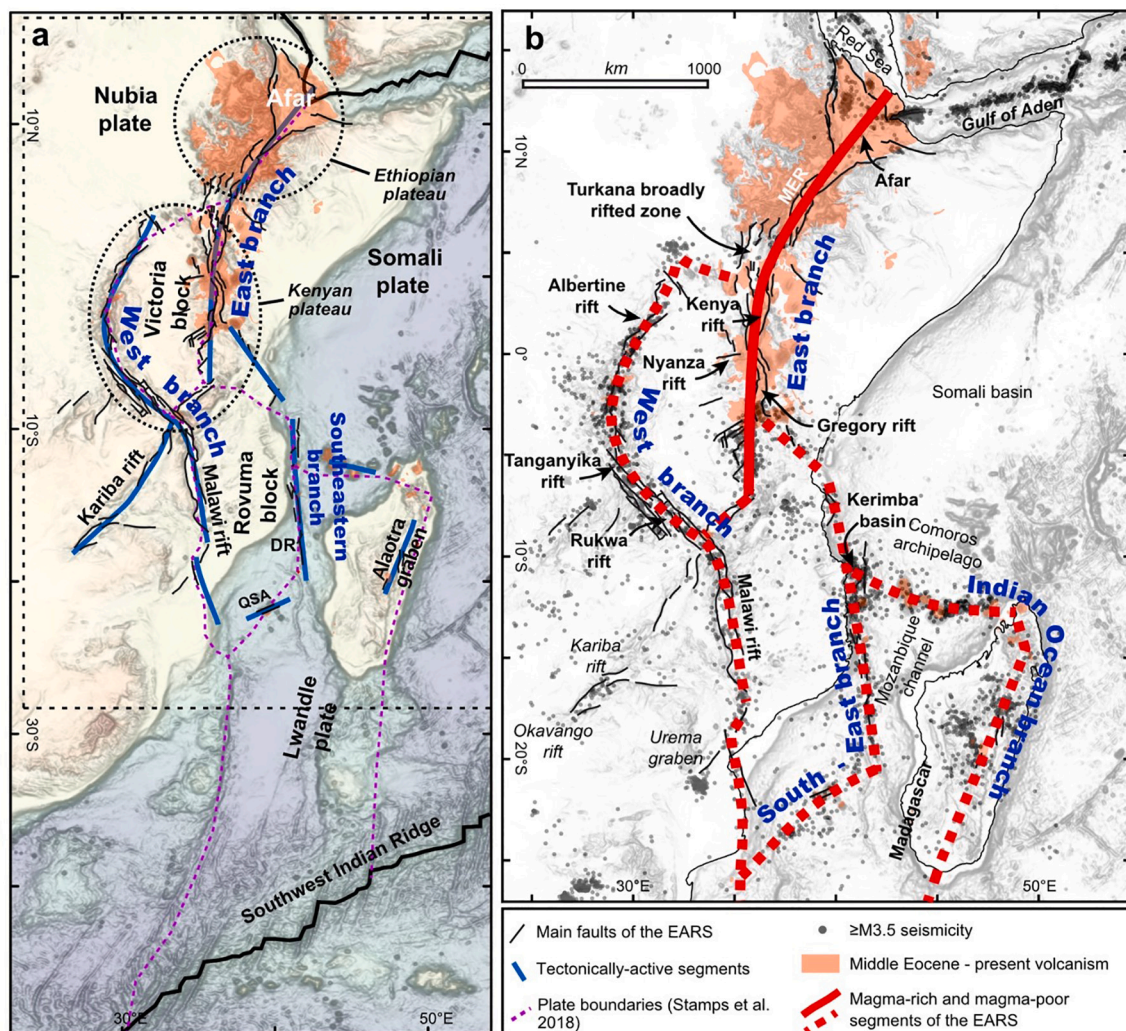 a
Nubia
plate
Afar
10°N
Ethiopian
plateau
East branch
Somali
plate
Victoria
block
Kenyan
plateau
0°
West branch
10°S
Kariba rift
Malawi rift
Rovuma
block
Southeastern
branch
DR
QSA
Alaotra
graben
Lwandle
plate
30°S
Southwest Indian Ridge
30°E
50°E
b
0 km 1000
Red Sea
Gulf of Aden
10°N
MER
Afar
Turkana broadly
rifted zone
Albertine
rift
Kenya
rift
East branch
Nyanza
rift
0°
Somali basin
West branch
Gregory rift
Tanganyika
rift
Kerimba
basin
Comoros
archipelago
Rukwa
rift
10°S
Malawi rift
Indian
Ocean branch
Mozanbique
channel
Kariba
rift
Okavango
rift
Urema
graben
20°S
South - East branch
Madagascar
30°E
50°E
Main faults of the EARS
Tectonically-active segments
Plate boundaries (Stamps et al.
2018)
≥M3.5 seismicity
Middle Eocene - present volcanism
Magma-rich and magma-poor
segments of the EARS